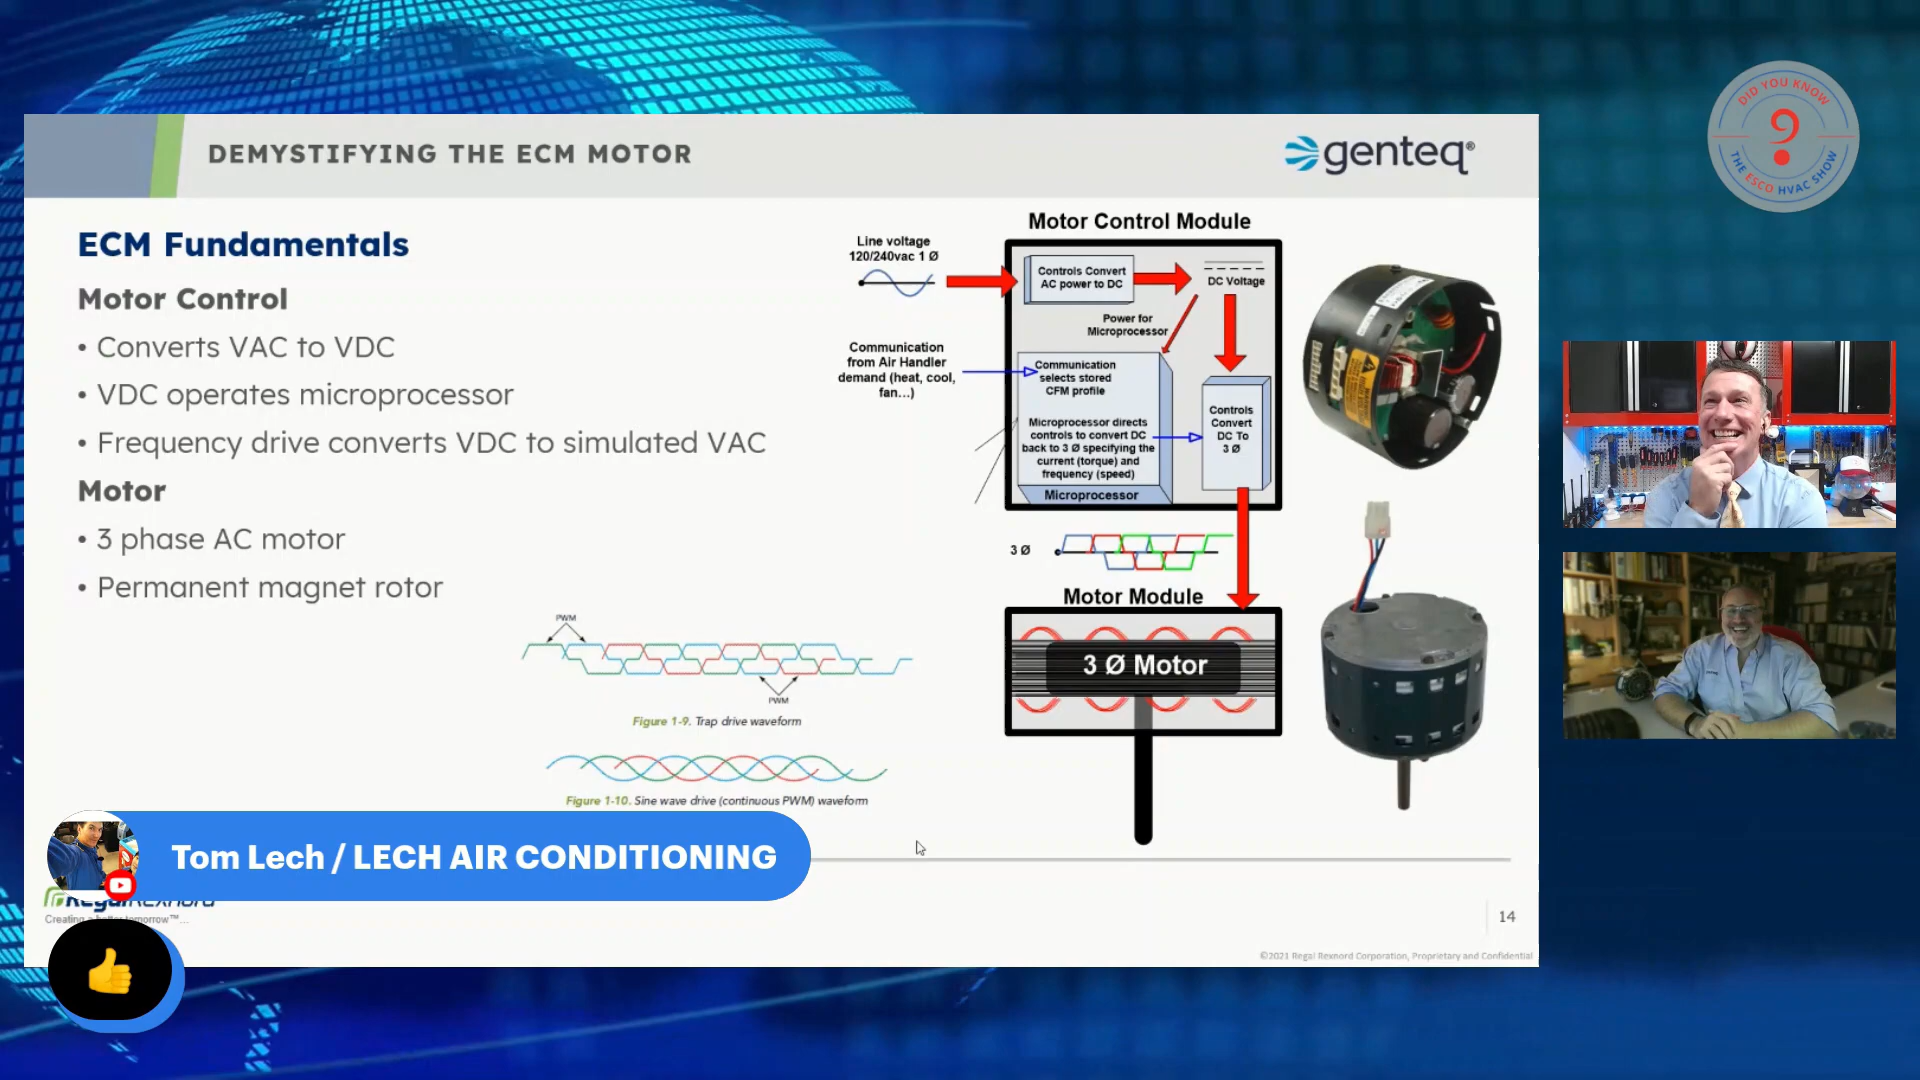 DID YOU KNOW
?
THE ESCO HVAC SHOW
DEMYSTIFYING THE ECM MOTOR
genteq®
ECM Fundamentals
Motor Control
• Converts VAC to VDC
• VDC operates microprocessor
• Frequency drive converts VDC to simulated VAC
Motor
• 3 phase AC motor
• Permanent magnet rotor
PWM
PWM
Figure 1-9. Trap drive waveform
Figure 1-10. Sine wave drive (continuous PWM) waveform
Motor Control Module
Line voltage
120/240vac 1 Ø
Controls Convert
AC power to DC
DC Voltage
Power for
Microprocessor
Communication
from Air Handler
demand (heat, cool,
fan...)
Communication
selects stored
CFM profile
Microprocessor directs
controls to convert DC
back to 3 Ø specifying the
current (torque) and
frequency (speed)
Microprocessor
Controls
Convert
DC To
3 Ø
3 Ø
Motor Module
3 Ø Motor
Tom Lech / LECH AIR CONDITIONING
RegalRexnord
Creating a better tomorrow™...
14
©2021 Regal Rexnord Corporation, Proprietary and Confidential